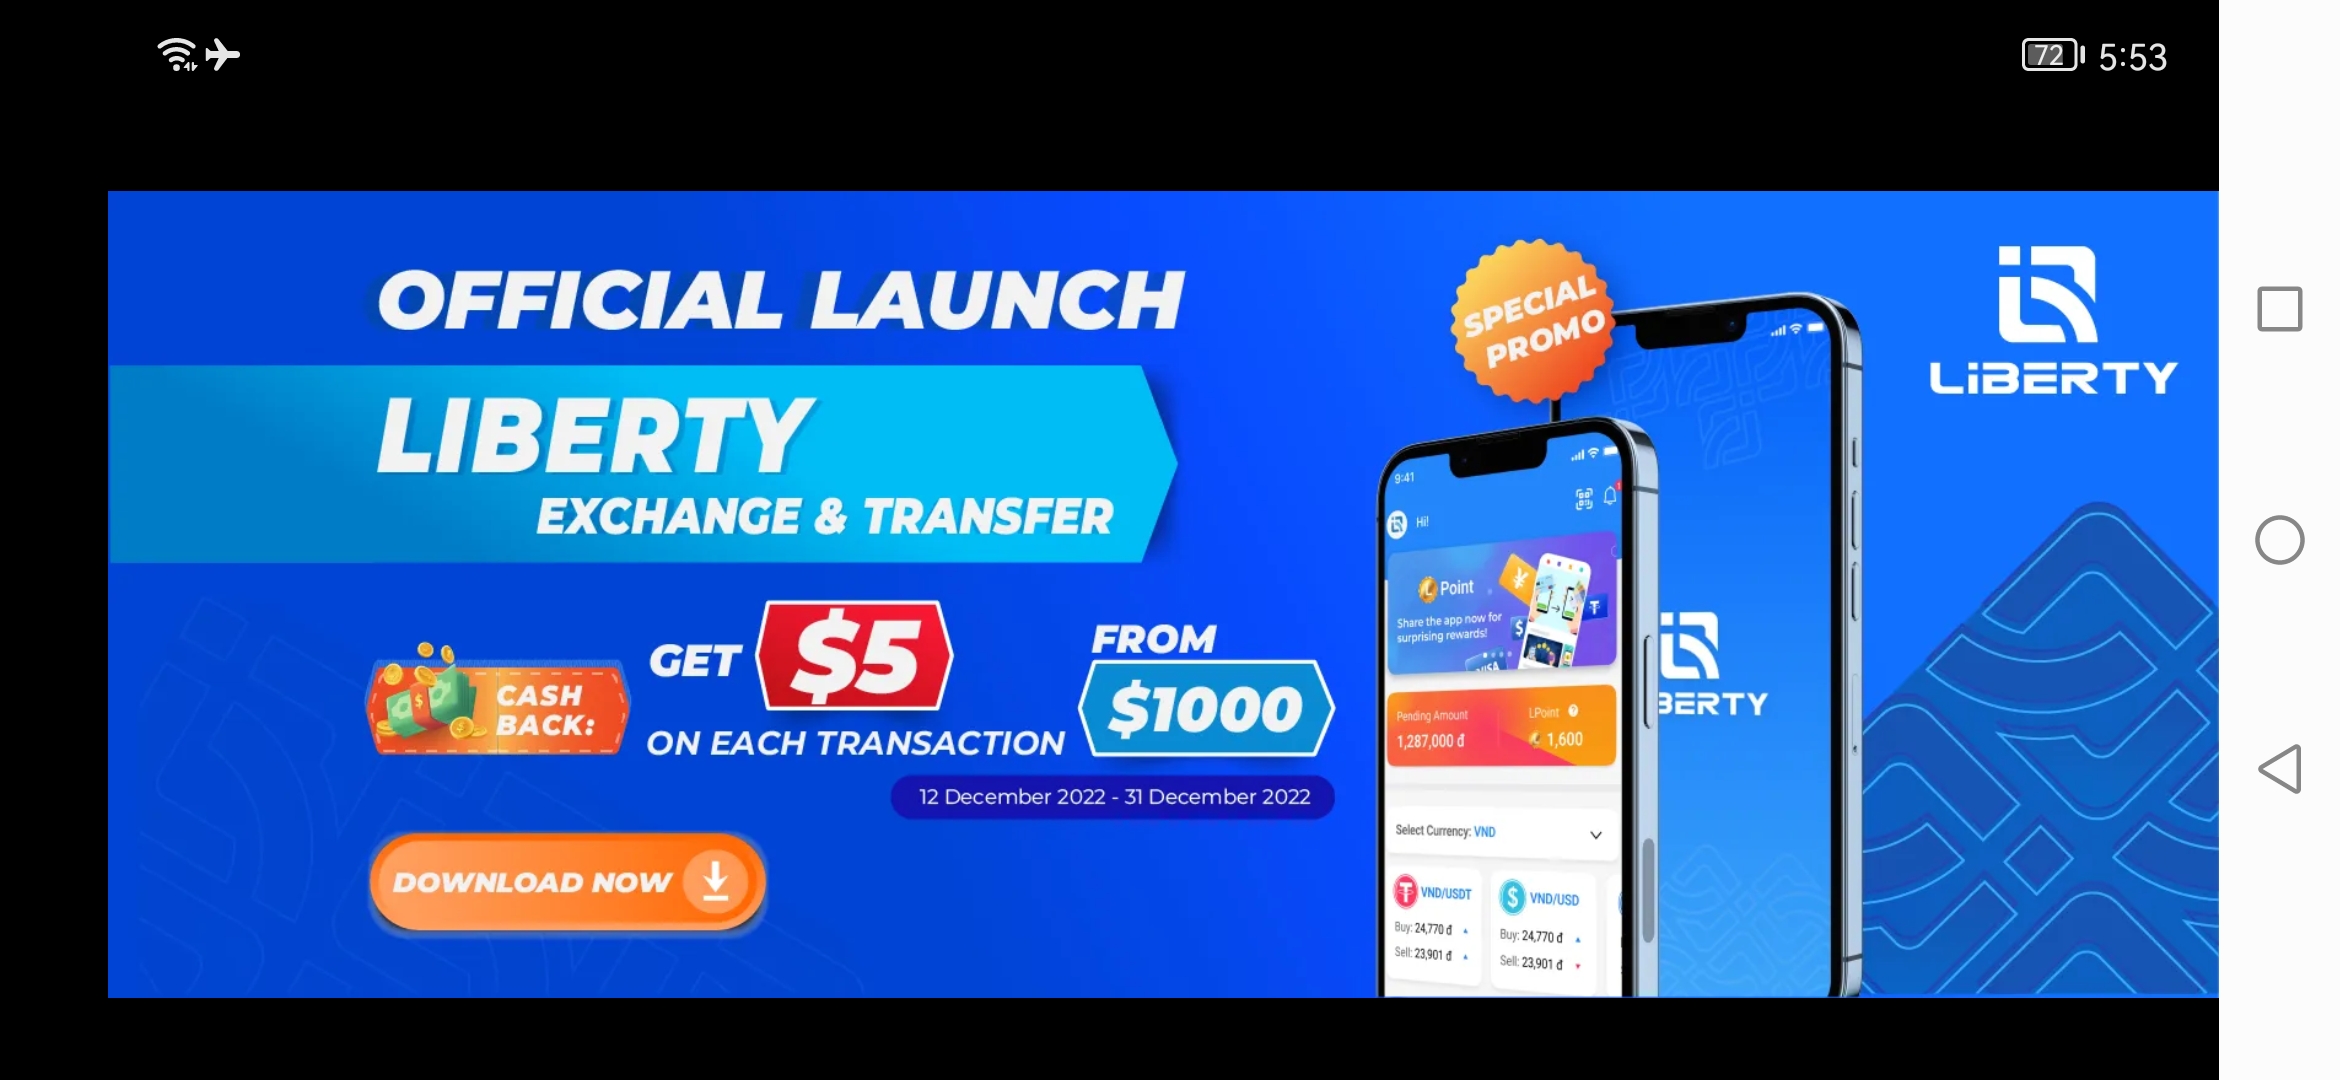 72 5:53
OFFICIAL LAUNCH
LIBERTY
EXCHANGE & TRANSFER
CASH
BACK:
GET $5
ON EACH TRANSACTION
FROM
$1000
12 December 2022 - 31 December 2022
DOWNLOAD NOW
SPECIAL
PROMO
LiBERTY
9:41
Hi!
Point
Share the app now for
surprising rewards!
Pending Amount
1,287,000 đ
LPoint
1,600
Select Currency: VND
VND/USDT
Buy: 24,770 đ
Sell: 23,901 đ
VND/USD
Buy: 24,770 đ
Sell: 23,901 đ
BERTY